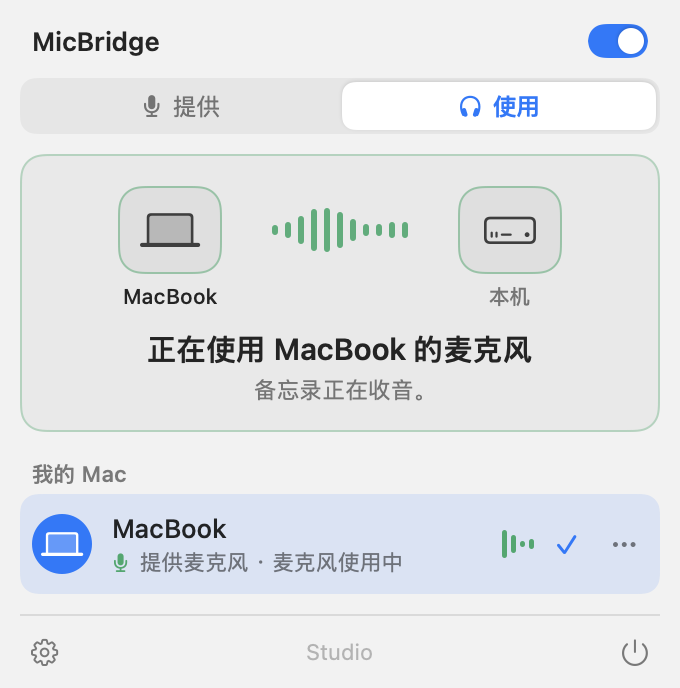 MicBridge
提供
使用
MacBook
本机
正在使用 MacBook 的麦克风
备忘录正在收音。
我的 Mac
MacBook
提供麦克风 · 麦克风使用中
Studio